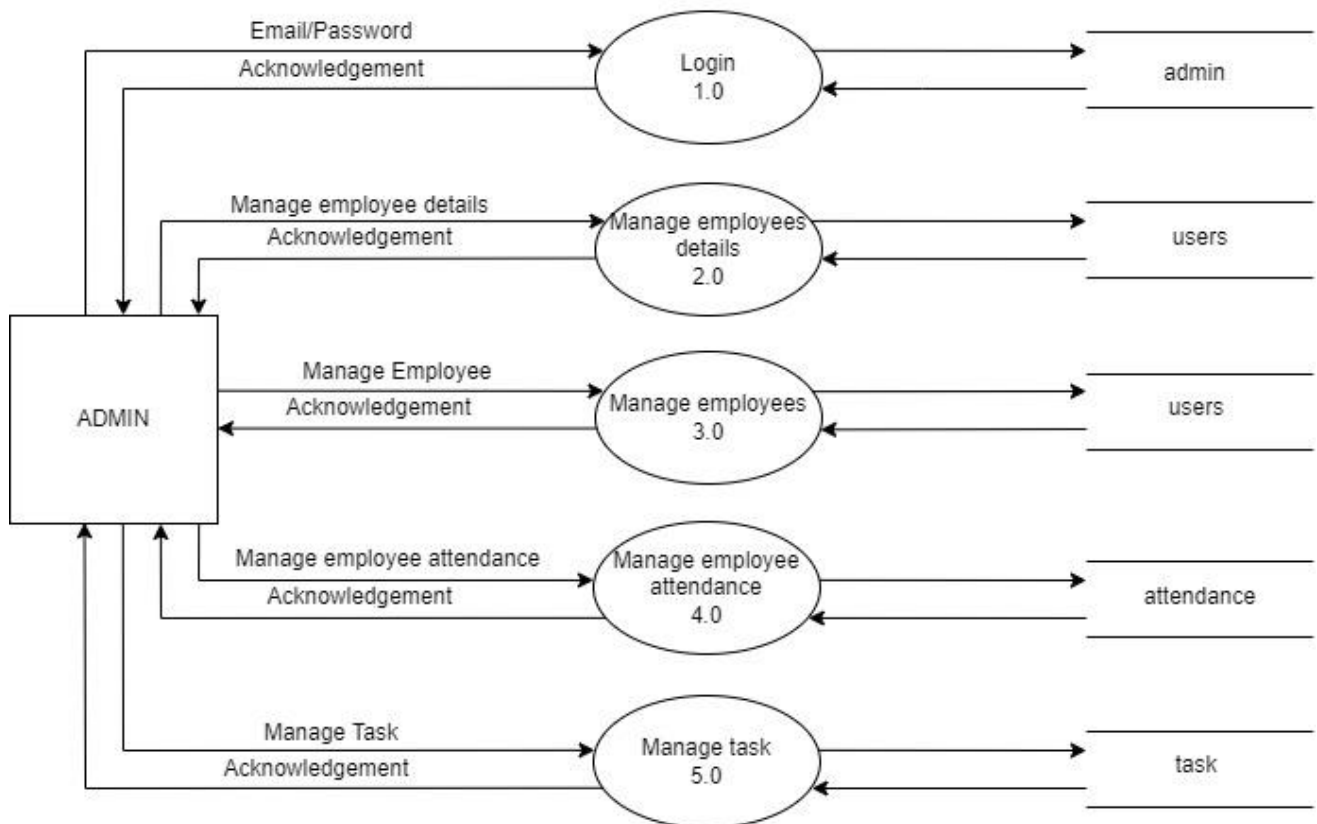 Email/Password
Acknowledgement
Login
1.0
admin
Manage employee details
Acknowledgement
Manage employees
details
2.0
users
Manage Employee
Acknowledgement
Manage employees
3.0
users
ADMIN
Manage employee attendance
Acknowledgement
Manage employee
attendance
4.0
attendance
Manage Task
Acknowledgement
Manage task
5.0
task